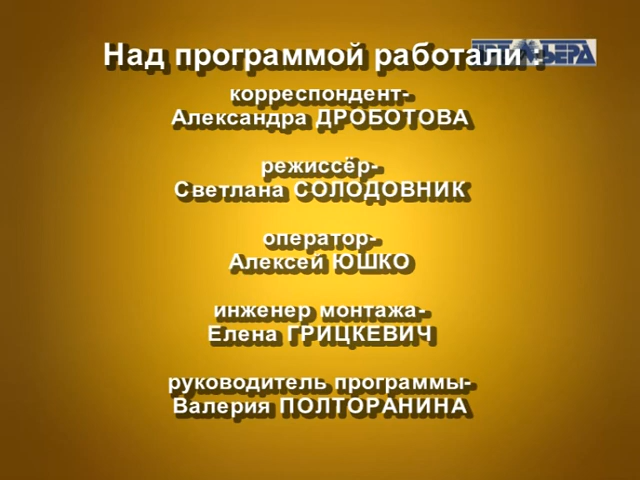 Над программой работали :
корреспондент-
Александра ДРОБОТОВА
режиссёр-
Светлана СОЛОДОВНИК
оператор-
Алексей ЮШКО
инженер монтажа-
Елена ГРИЦКЕВИЧ
руководитель программы-
Валерия ПОЛТОРАНИНА